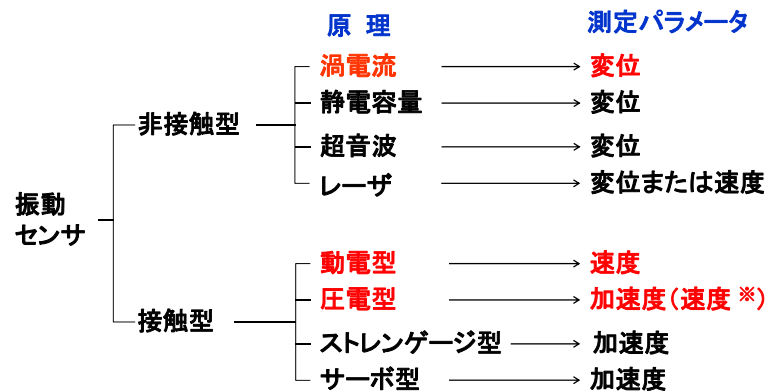 原 理
測定パラメータ
渦電流
変位
静電容量
変位
非接触型
超音波
変位
レーザ
変位または速度
振動
センサ
動電型
速度
圧電型
加速度(速度 ※)
接触型
ストレンゲージ型
加速度
サーボ型
加速度